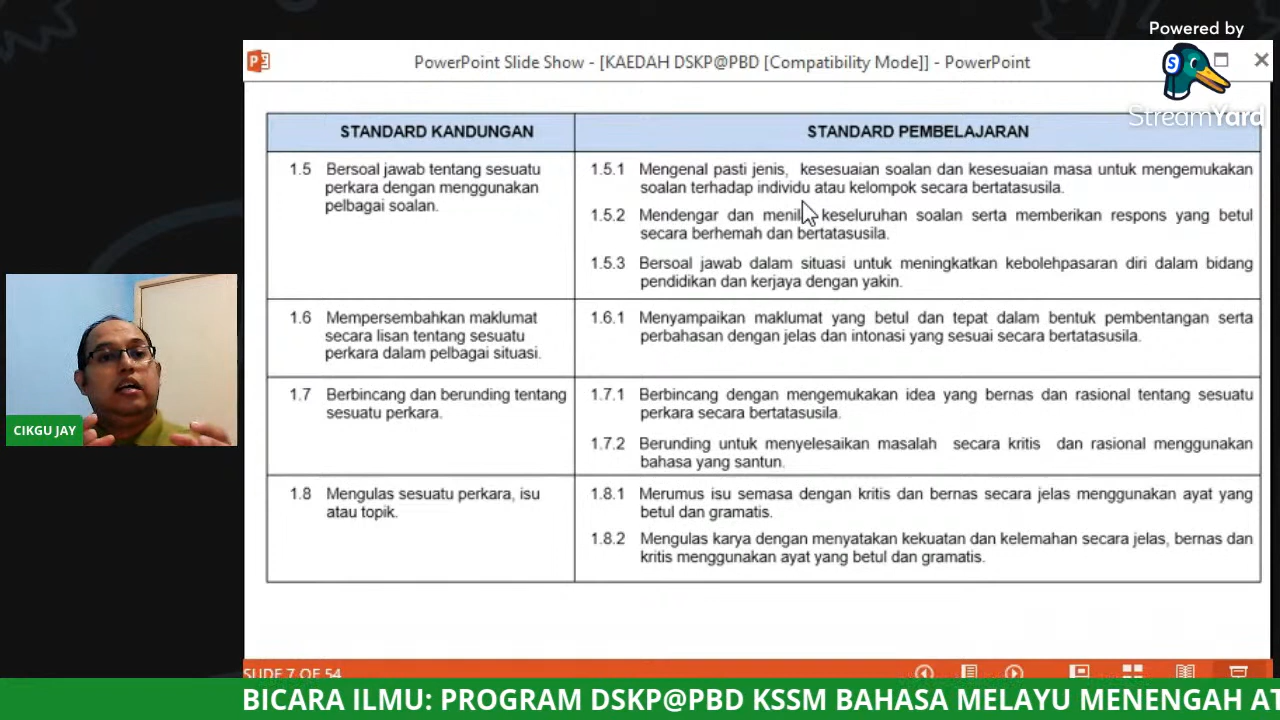 Powered by
StreamYard
PowerPoint Slide Show - [KAEDAH DSKP@PBD [Compatibility Mode]] - PowerPoint
STANDARD KANDUNGAN
STANDARD PEMBELAJARAN
1.5 Bersoal jawab tentang sesuatu
perkara dengan menggunakan
pelbagai soalan.
1.5.1 Mengenal pasti jenis, kesesuaian soalan dan kesesuaian masa untuk mengemukakan
soalan terhadap individu atau kelompok secara bertatasusila.
1.5.2 Mendengar dan menilai keseluruhan soalan serta memberikan respons yang betul
secara berhemah dan bertatasusila.
1.5.3 Bersoal jawab dalam situasi untuk meningkatkan kebolehpasaran diri dalam bidang
pendidikan dan kerjaya dengan yakin.
1.6 Mempersembahkan maklumat
secara lisan tentang sesuatu
perkara dalam pelbagai situasi.
1.6.1 Menyampaikan maklumat yang betul dan tepat dalam bentuk pembentangan serta
perbahasan dengan jelas dan intonasi yang sesuai secara bertatasusila.
1.7 Berbincang dan berunding tentang
sesuatu perkara.
1.7.1 Berbincang dengan mengemukakan idea yang bernas dan rasional tentang sesuatu
perkara secara bertatasusila.
1.7.2 Berunding untuk menyelesaikan masalah secara kritis dan rasional menggunakan
bahasa yang santun.
1.8 Mengulas sesuatu perkara, isu
atau topik.
1.8.1 Merumus isu semasa dengan kritis dan bernas secara jelas menggunakan ayat yang
betul dan gramatis.
1.8.2 Mengulas karya dengan menyatakan kekuatan dan kelemahan secara jelas, bernas dan
kritis menggunakan ayat yang betul dan gramatis.
CIKGU JAY
SLIDE 7 OF 54
BICARA ILMU: PROGRAM DSKP@PBD KSSM BAHASA MELAYU MENENGAH AT